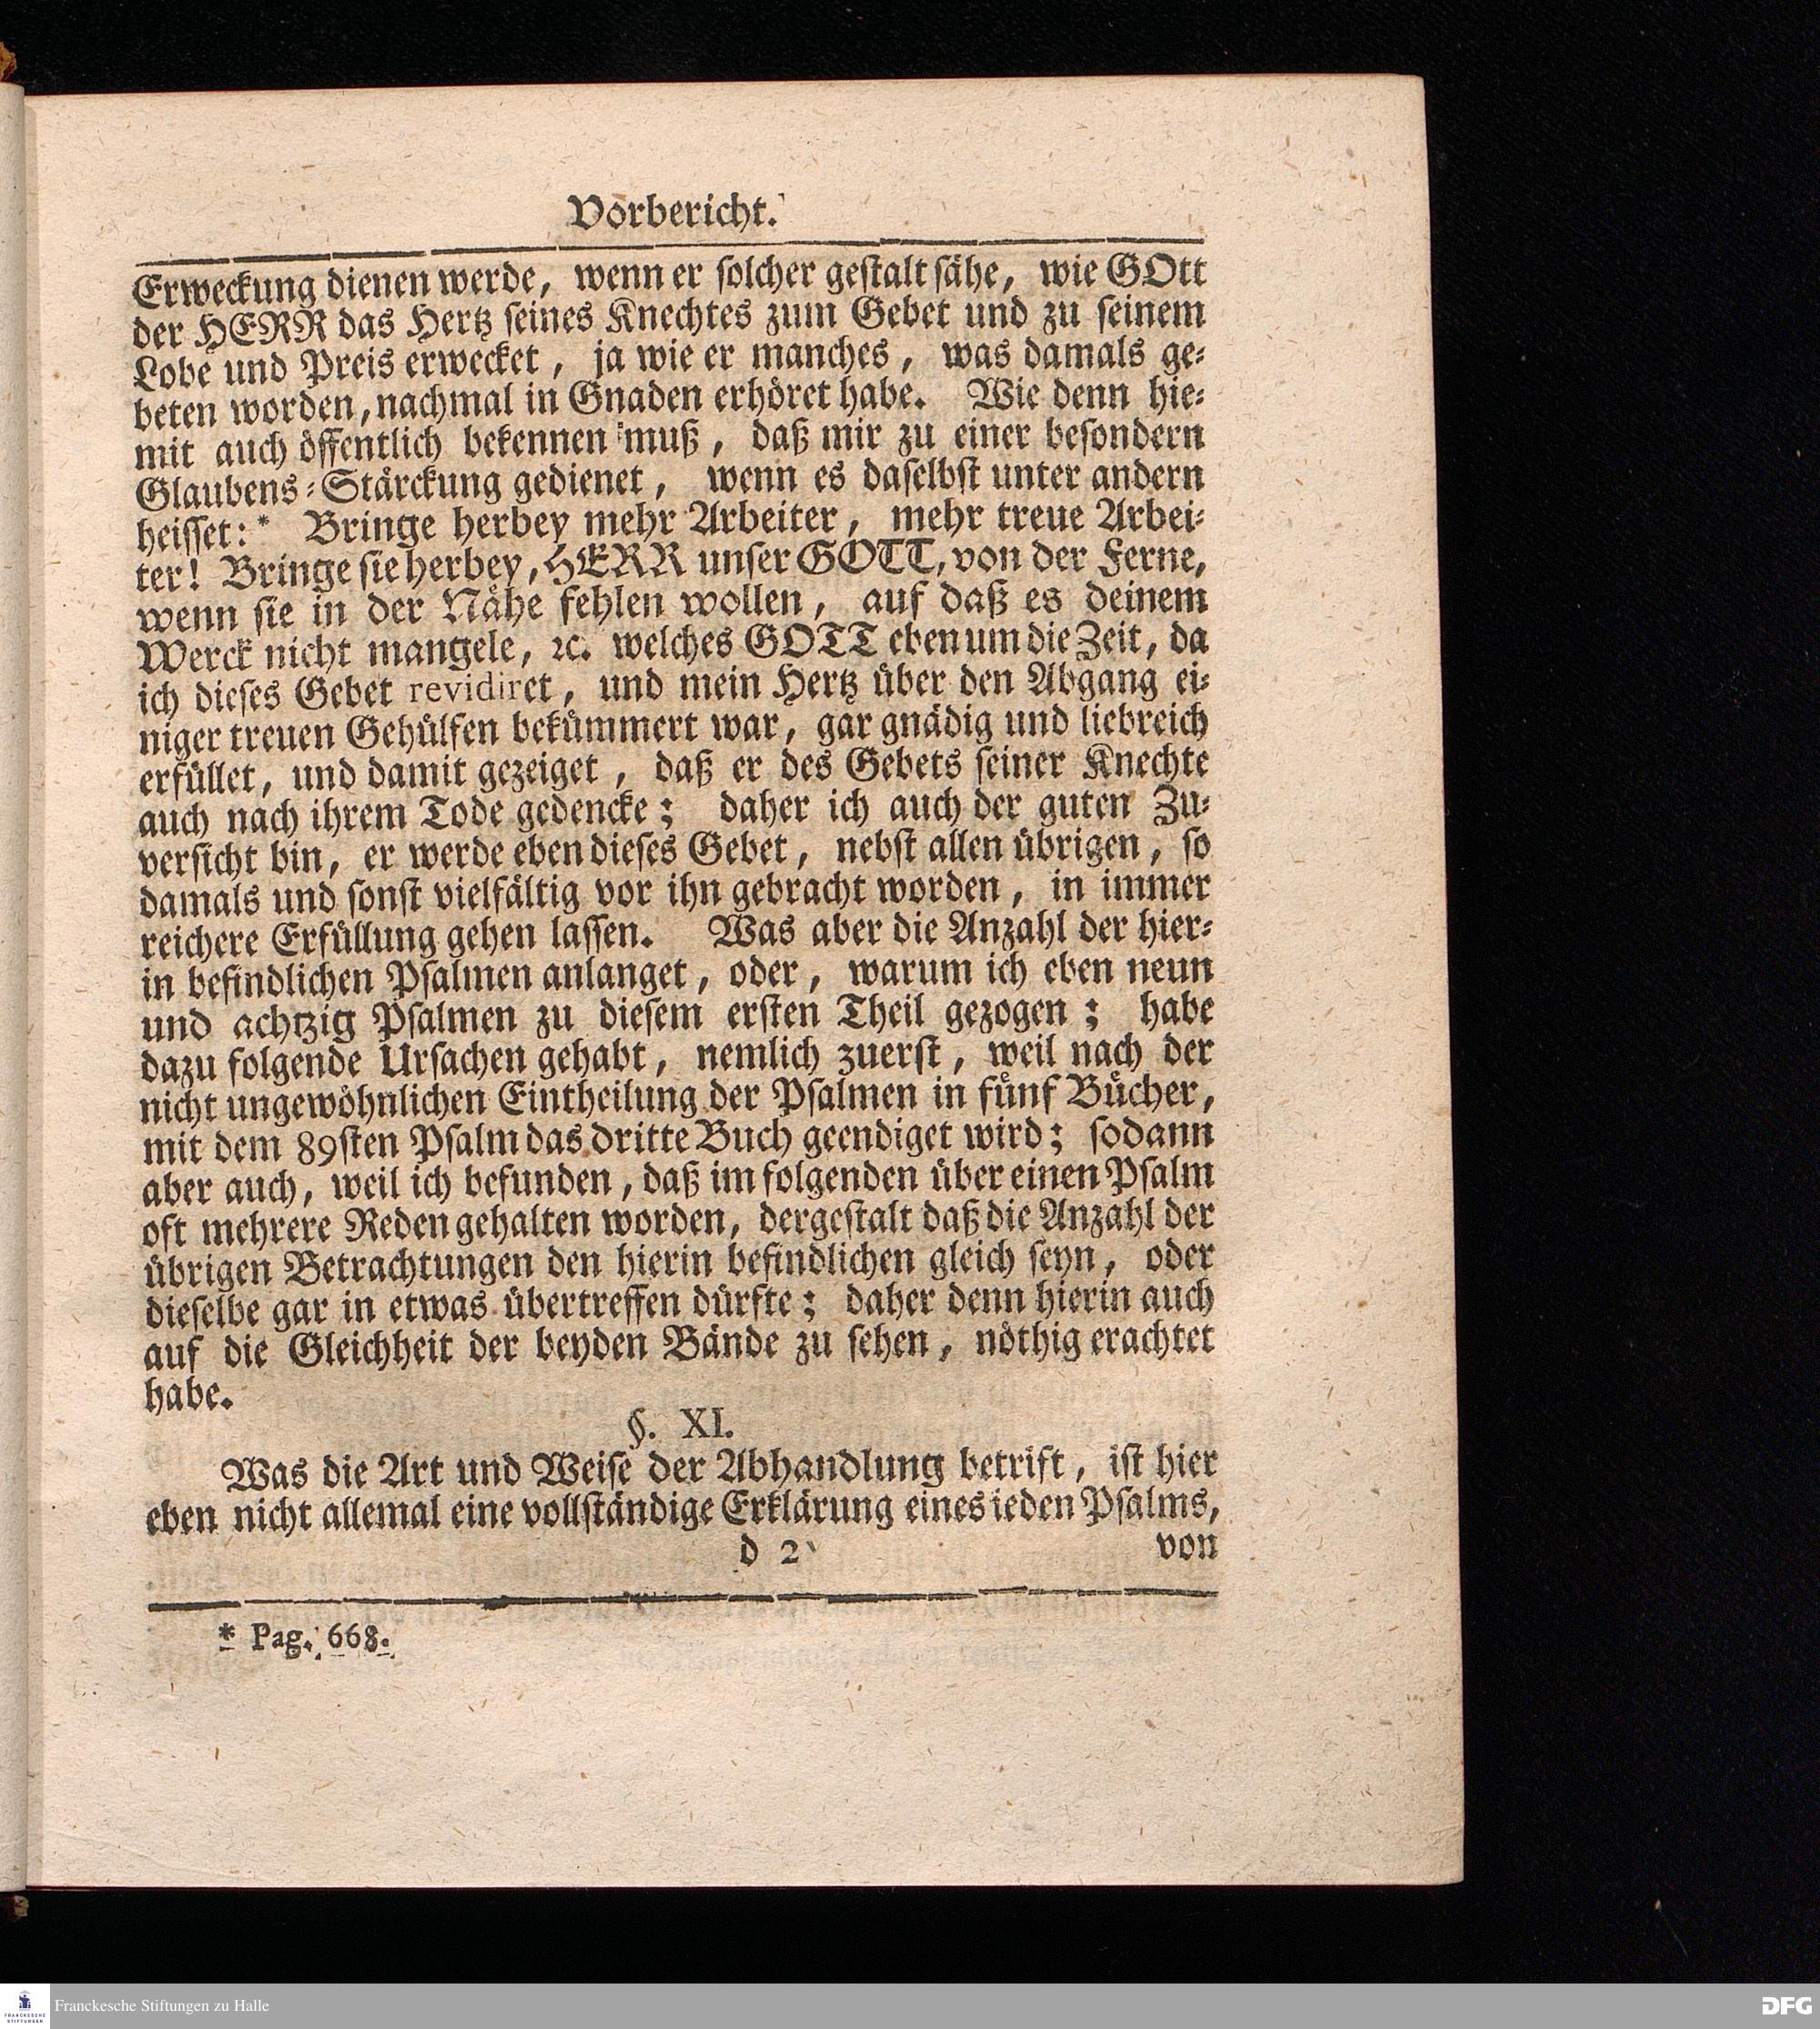 Vorbericht.
Erweckung dienen werde, wenn er ſolcher geſtalt ſähe, wie GOtt
der HERR das Hertz ſeines Knechtes zum Gebet und zu ſeinem
Lobe und Preis erwecket, ja wie er manches, was damals ge-
beten worden, nachmal in Gnaden erhöret habe. Wie denn hie-
mit auch öffentlich bekennen muß, daß mir zu einer beſondern
Glaubens-Stärckung gedienet, wenn es daſelbſt unter andern
heiſſet:* Bringe herbey mehr Arbeiter, mehr treue Arbei-
ter! Bringe ſie herbey, HERR unſer GOTT, von der Ferne,
wenn ſie in der Nähe fehlen wollen, auf daß es deinem
Werck nicht mangele, ꝛc. welches GOTT eben um die Zeit, da
ich dieſes Gebet revidiret, und mein Hertz über den Abgang ei-
niger treuen Gehülfen bekümmert war, gar gnädig und liebreich
erfüllet, und damit gezeiget, daß er des Gebets ſeiner Knechte
auch nach ihrem Tode gedencke; daher ich auch der guten Zu-
verſicht bin, er werde eben dieſes Gebet, nebſt allen übrigen, ſo
damals und ſonſt vielfältig vor ihn gebracht worden, in immer
reichere Erfüllung gehen laſſen. Was aber die Anzahl der hier-
in befindlichen Pſalmen anlanget, oder, warum ich eben neun
und achtzig Pſalmen zu dieſem erſten Theil gezogen; habe
dazu folgende Urſachen gehabt, nemlich zuerſt, weil nach der
nicht ungewöhnlichen Eintheilung der Pſalmen in fünf Bücher,
mit dem 89ſten Pſalm das dritte Buch geendiget wird; ſodann
aber auch, weil ich befunden, daß im folgenden über einen Pſalm
oft mehrere Reden gehalten worden, dergeſtalt daß die Anzahl der
übrigen Betrachtungen den hierin befindlichen gleich ſeyn, oder
dieſelbe gar in etwas übertreffen dürfte; daher denn hierin auch
auf die Gleichheit der beyden Bände zu ſehen, nöthig erachtet
habe.
§. XI.
Was die Art und Weiſe der Abhandlung betrift, iſt hier
eben nicht allemal eine vollſtändige Erklärung eines ieden Pſalms,
d 2 von
* Pag. 668.
Franckesche Stiftungen zu Halle
FRANCKESCHE
STIFTUNGEN
DFG